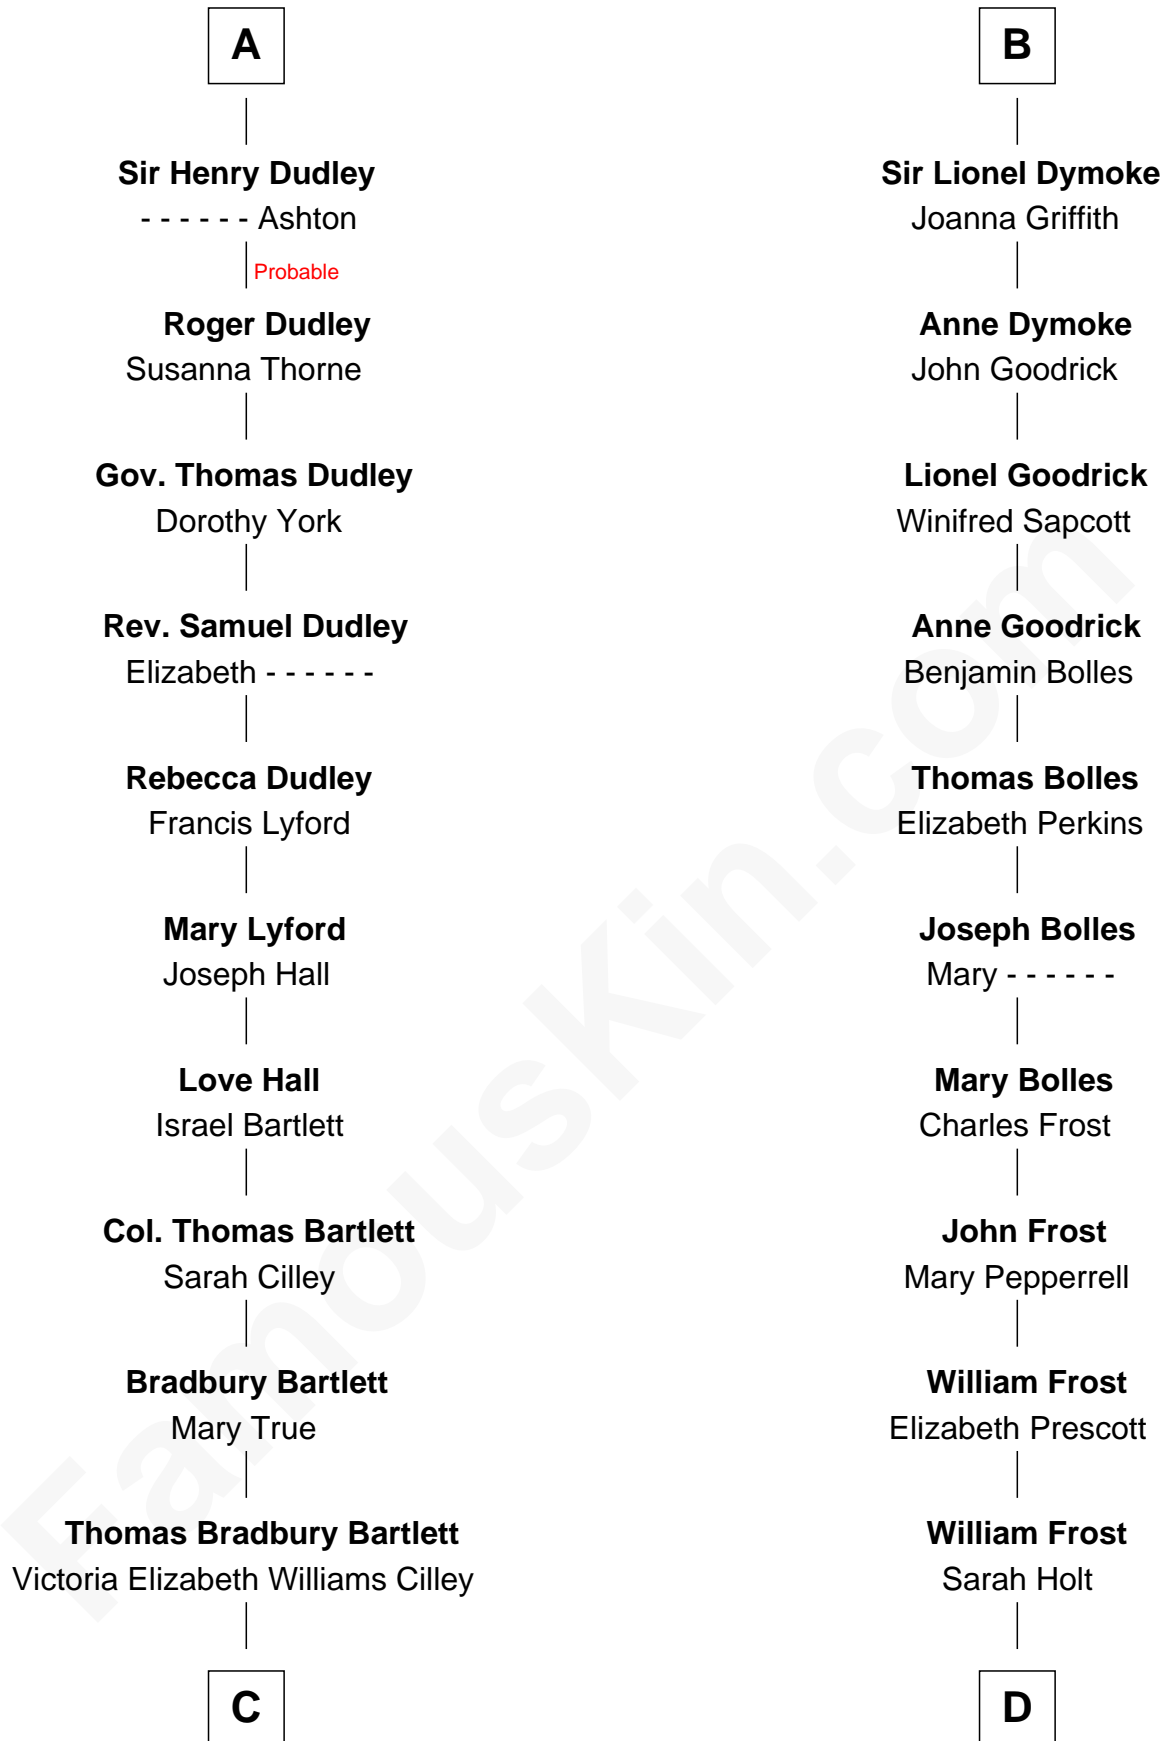 A
Sir Henry Dudley
- - - - - - Ashton
Probable
Roger Dudley
Susanna Thorne
Gov. Thomas Dudley
Dorothy York
Rev. Samuel Dudley
Elizabeth - - - - - -
Rebecca Dudley
Francis Lyford
Mary Lyford
Joseph Hall
Love Hall
Israel Bartlett
Col. Thomas Bartlett
Sarah Cilley
Bradbury Bartlett
Mary True
Thomas Bradbury Bartlett
Victoria Elizabeth Williams Cilley
C
B
Sir Lionel Dymoke
Joanna Griffith
Anne Dymoke
John Goodrick
Lionel Goodrick
Winifred Sapcott
Anne Goodrick
Benjamin Bolles
Thomas Bolles
Elizabeth Perkins
Joseph Bolles
Mary - - - - - -
Mary Bolles
Charles Frost
John Frost
Mary Pepperrell
William Frost
Elizabeth Prescott
William Frost
Sarah Holt
D
FamousKin.com